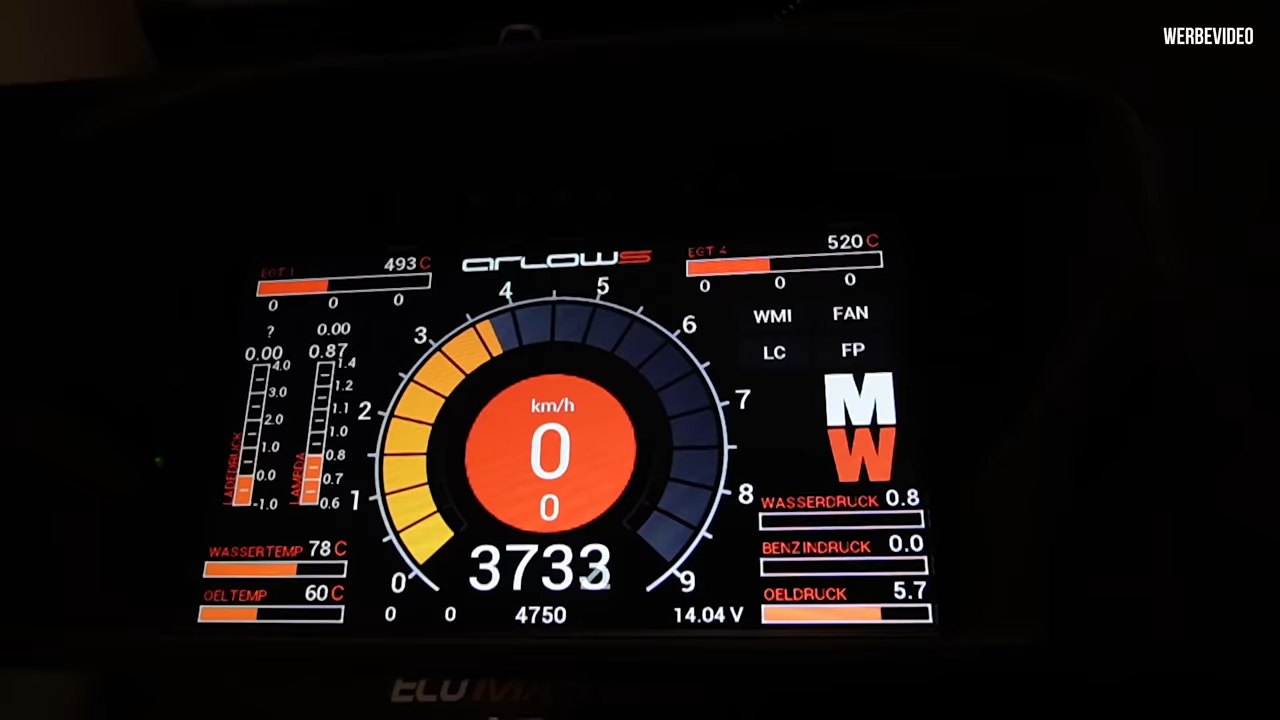 WERBEVIDEO
EGT 1 493 C
0 0 0
arlows
EGT 4 520 C
0 0 0
WMI FAN
LC FP
? 0.00
0.00 0.87
4.0
3.0
2.0
1.0
0.0
-1.0
LADEDRUCK
1.4
1.2
1.1
1.0
0.8
0.7
0.6
LAMBDA
0 1 2 3 4 5 6 7 8 9
km/h
0
0
3733
MW
WASSERTEMP 78 C
OELTEMP 60 C
WASSERDRUCK 0.8
BENZINDRUCK 0.0
OELDRUCK 5.7
0 0 4750 14.04 V